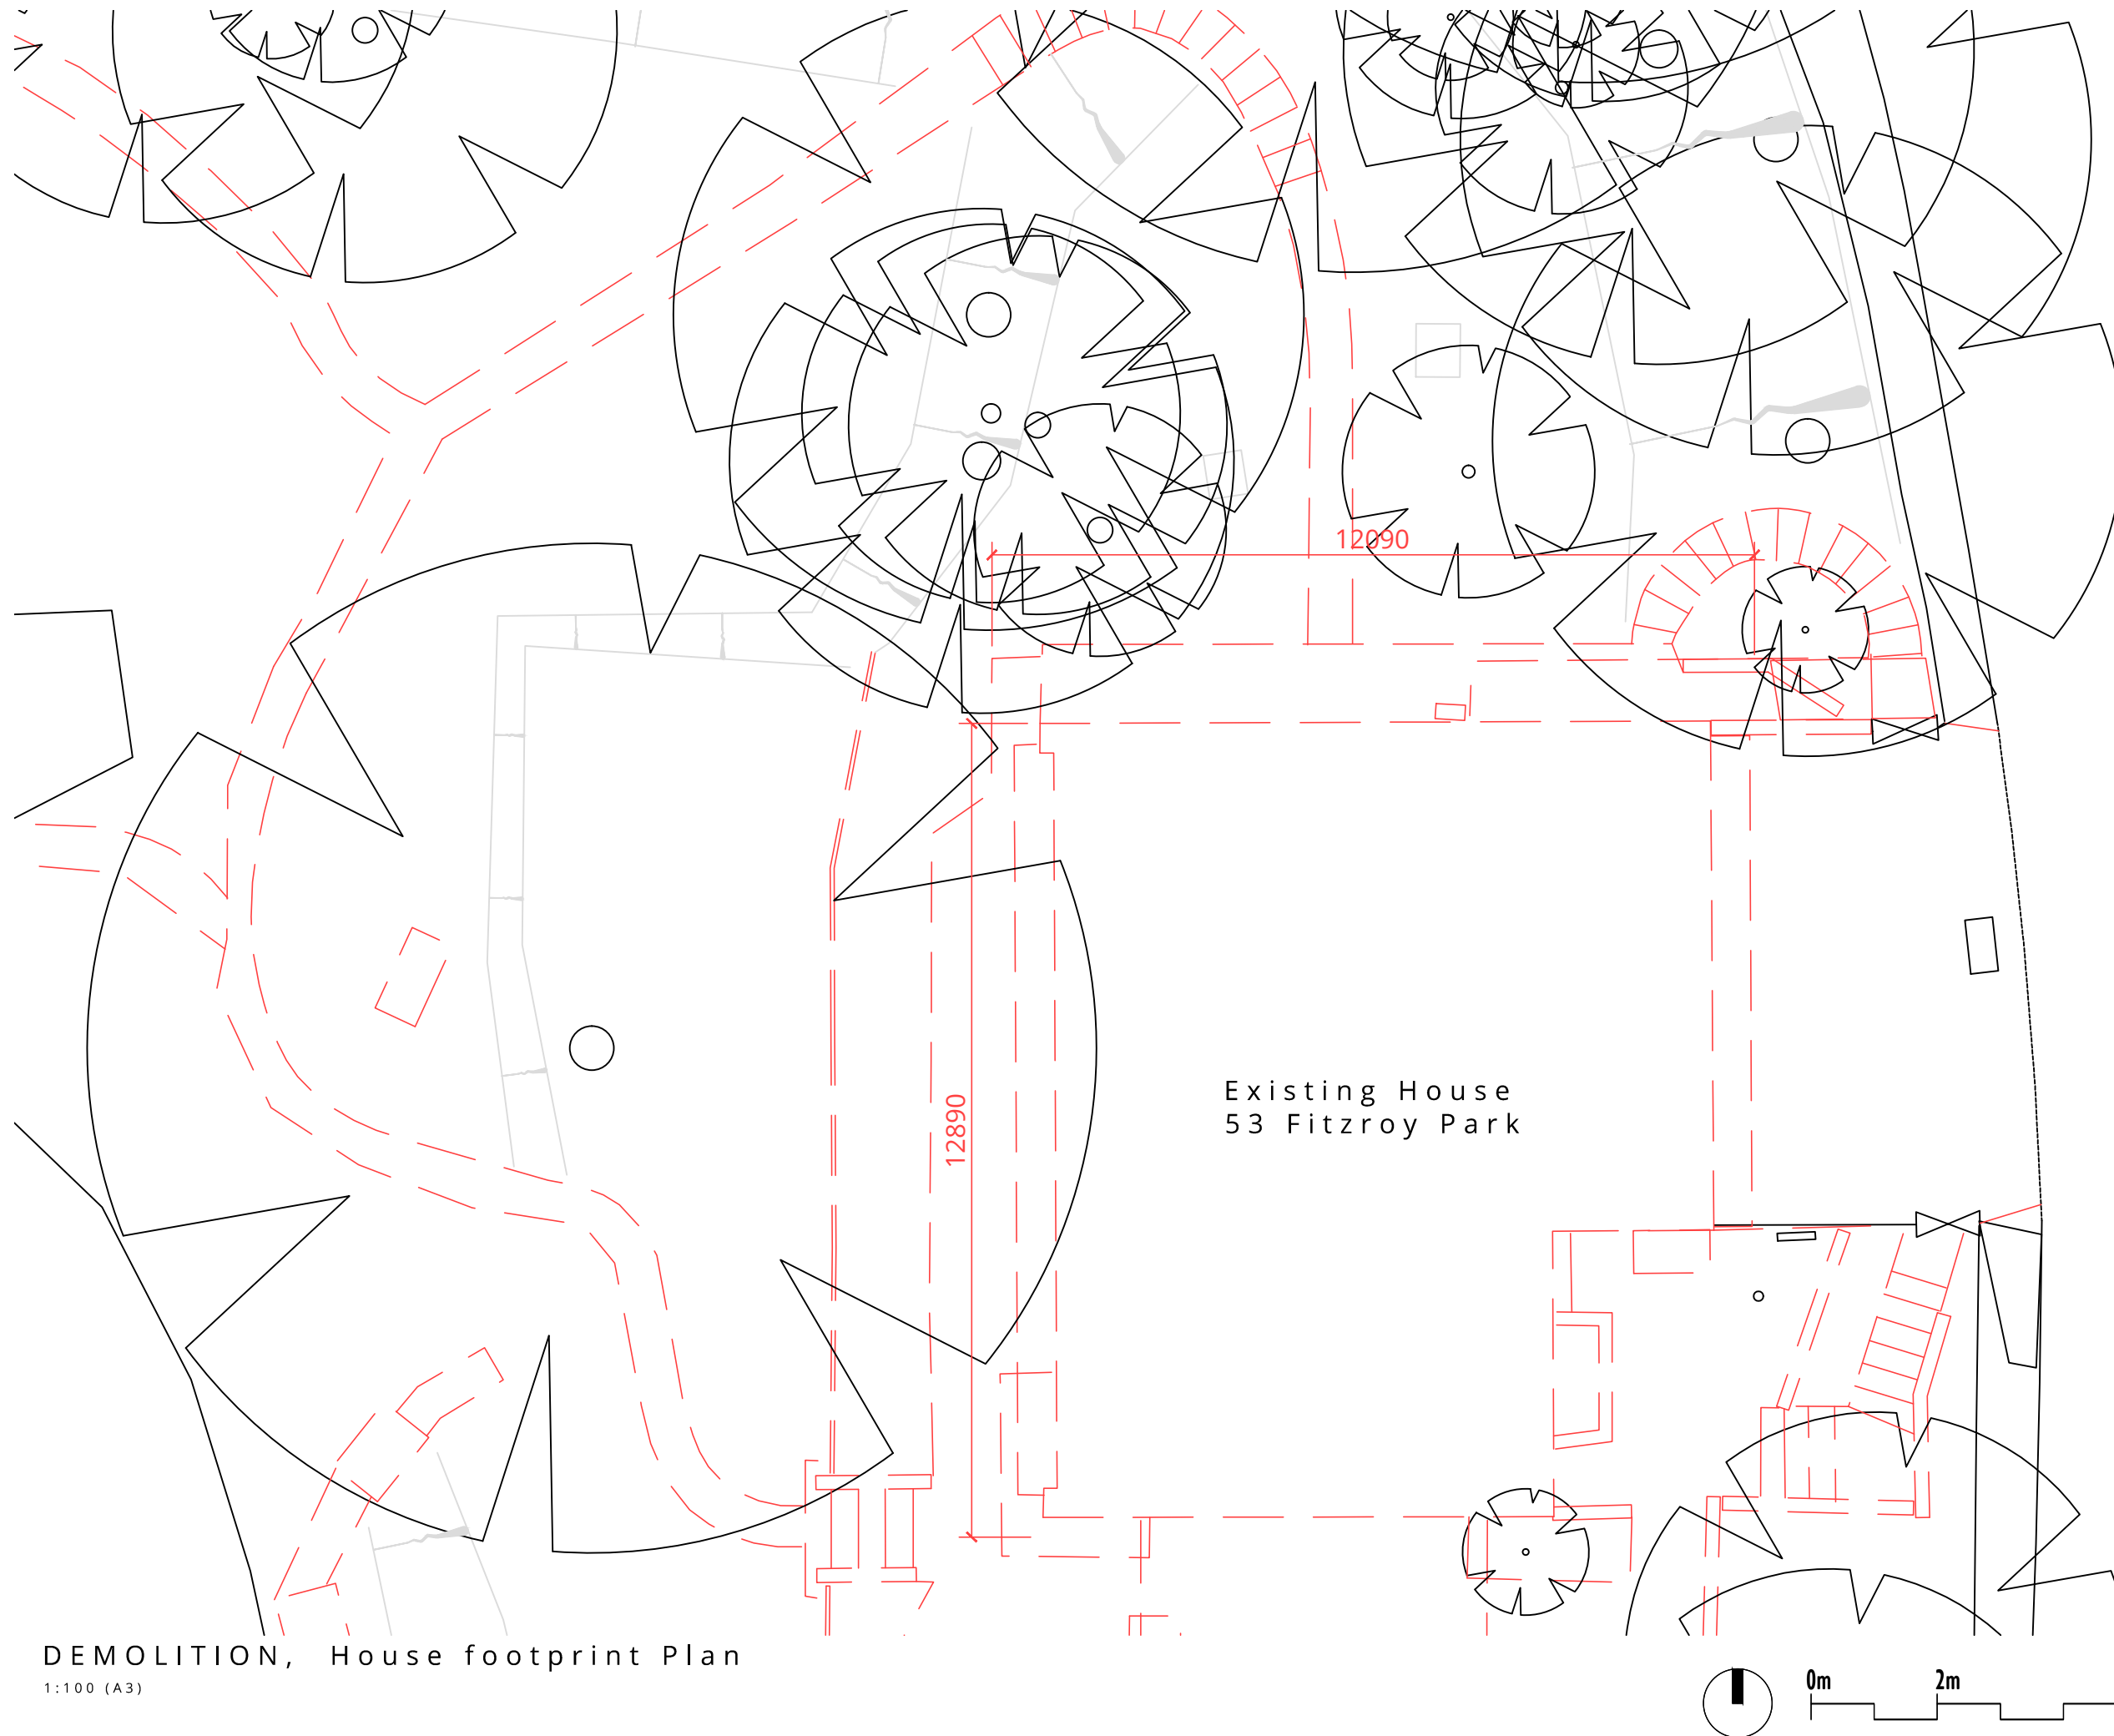 12090
12890
Existing House
53 Fitzroy Park
DEMOLITION, House footprint Plan
1:100 (A3)
0m 2m